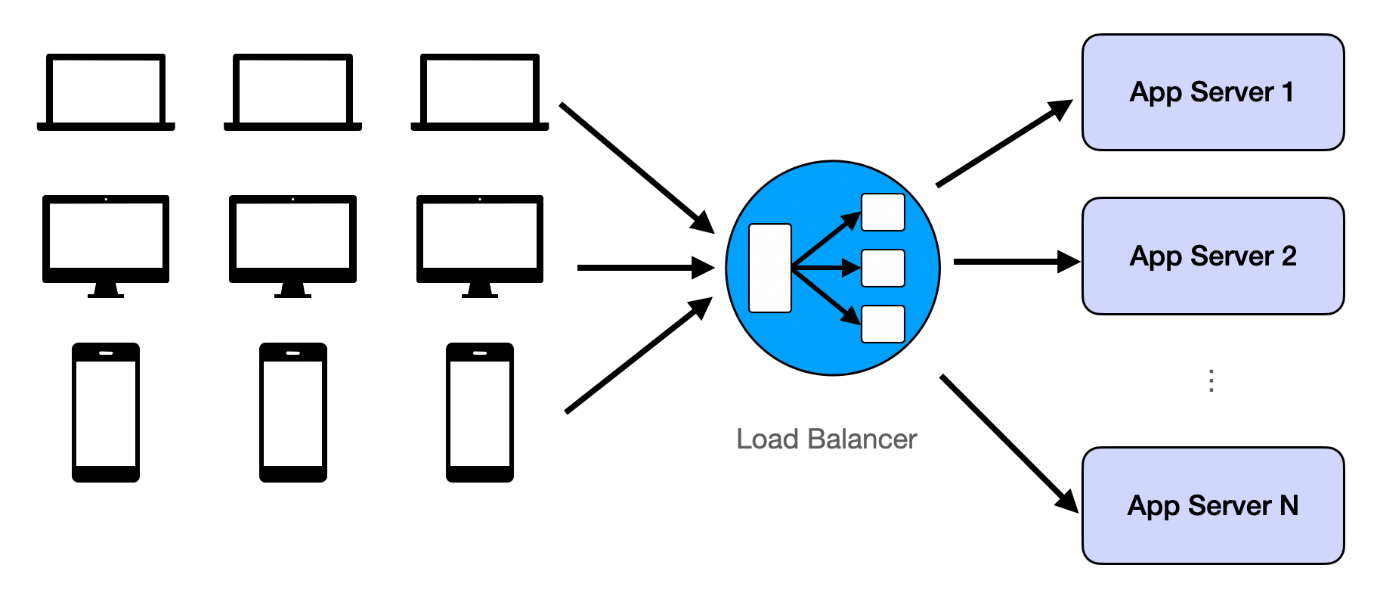 App Server 1
App Server 2
⋮
Load Balancer
App Server N